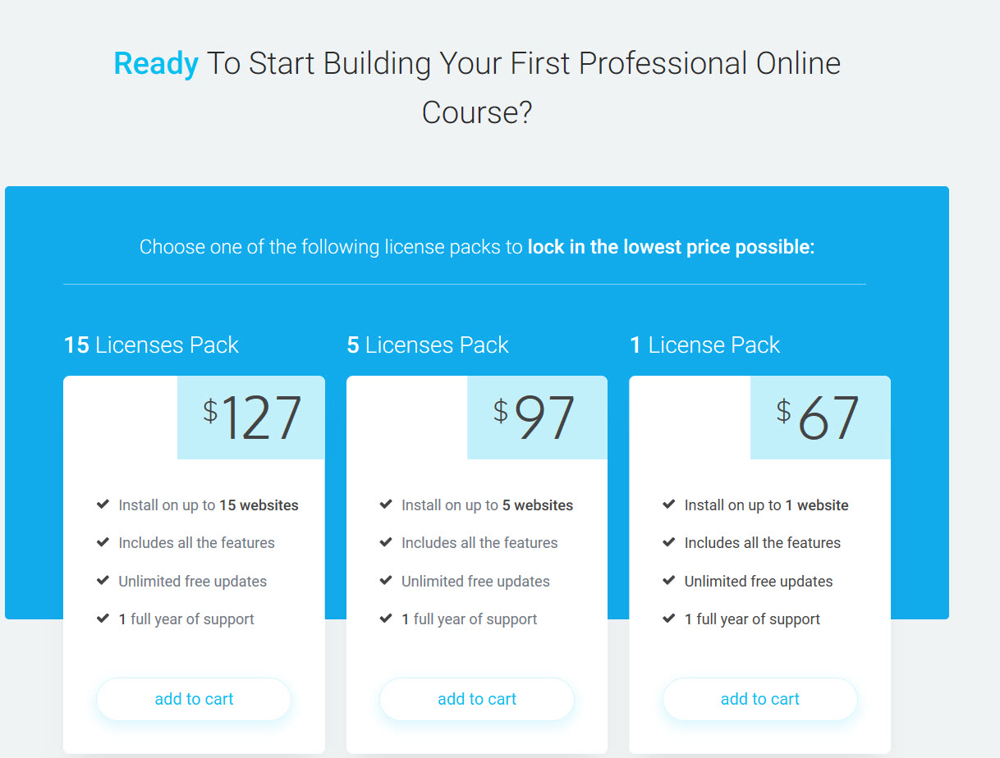 Ready To Start Building Your First Professional Online
Course?
Choose one of the following license packs to lock in the lowest price possible:
15 Licenses Pack
$127
Install on up to 15 websites
Includes all the features
Unlimited free updates
1 full year of support
add to cart
5 Licenses Pack
$97
Install on up to 5 websites
Includes all the features
Unlimited free updates
1 full year of support
add to cart
1 License Pack
$67
Install on up to 1 website
Includes all the features
Unlimited free updates
1 full year of support
add to cart